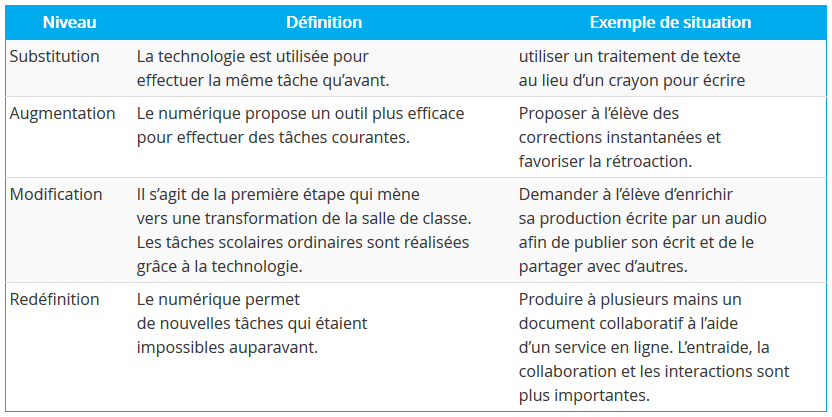 Niveau Définition Exemple de situation
Substitution La technologie est utilisée pour utiliser un traitement de texte
effectuer la même tâche qu’avant. au lieu d’un crayon pour écrire
Augmentation Le numérique propose un outil plus efficace Proposer à l’élève des
pour effectuer des tâches courantes. corrections instantanées et
favoriser la rétroaction.
Modification Il s’agit de la première étape qui mène Demander à l’élève d’enrichir
vers une transformation de la salle de classe. sa production écrite par un audio
Les tâches scolaires ordinaires sont réalisées afin de publier son écrit et de le
grâce à la technologie. partager avec d’autres.
Redéfinition Le numérique permet Produire à plusieurs mains un
de nouvelles tâches qui étaient document collaboratif à l’aide
impossibles auparavant. d’un service en ligne. L’entraide, la
collaboration et les interactions sont
plus importantes.